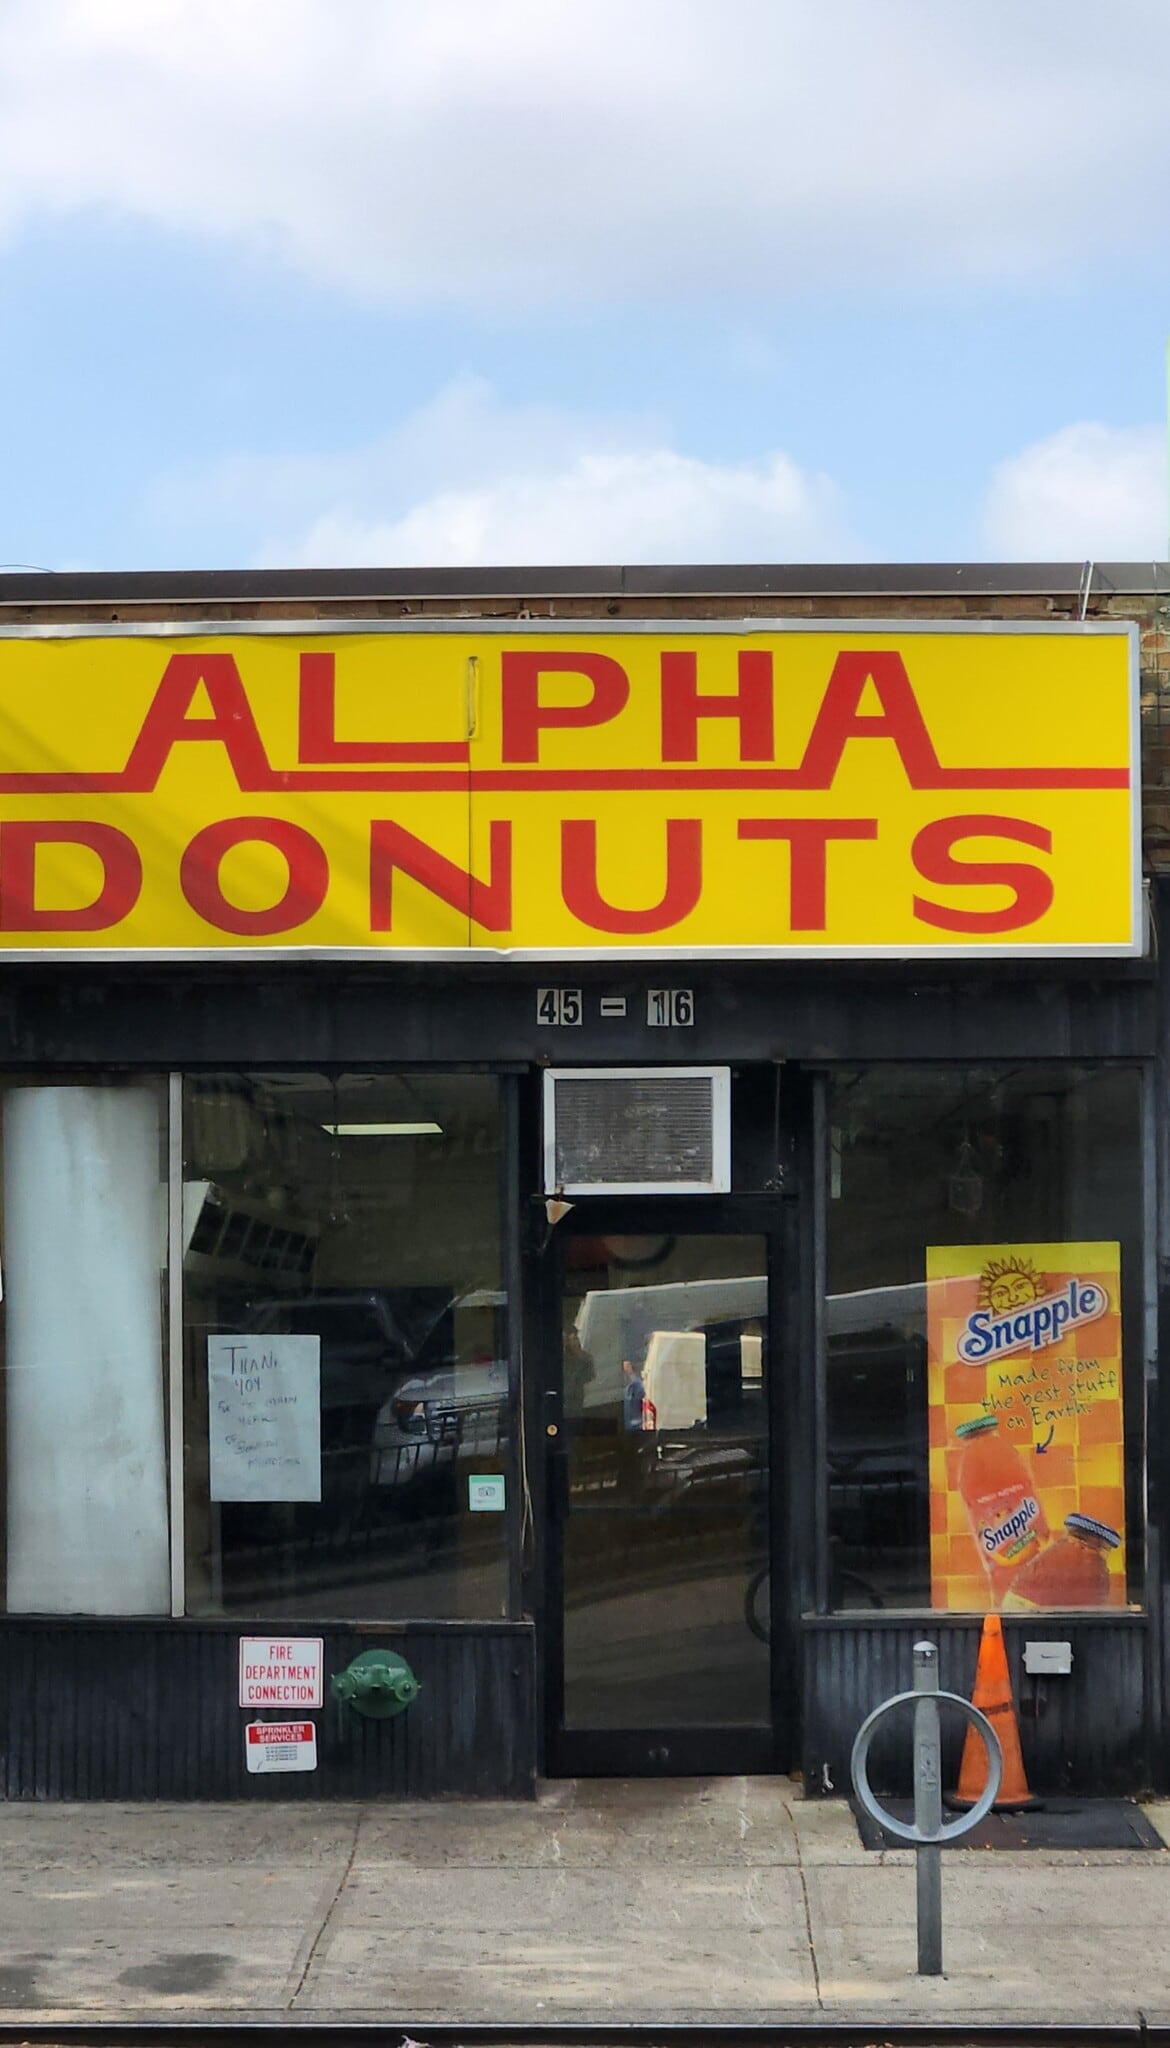 ALPHA
DONUTS
45 - 16
THANK
YOU
Snapple
Made from
the best stuff
on Earth.
Snapple
FIRE
DEPARTMENT
CONNECTION
SPRINKLER
SERVICES